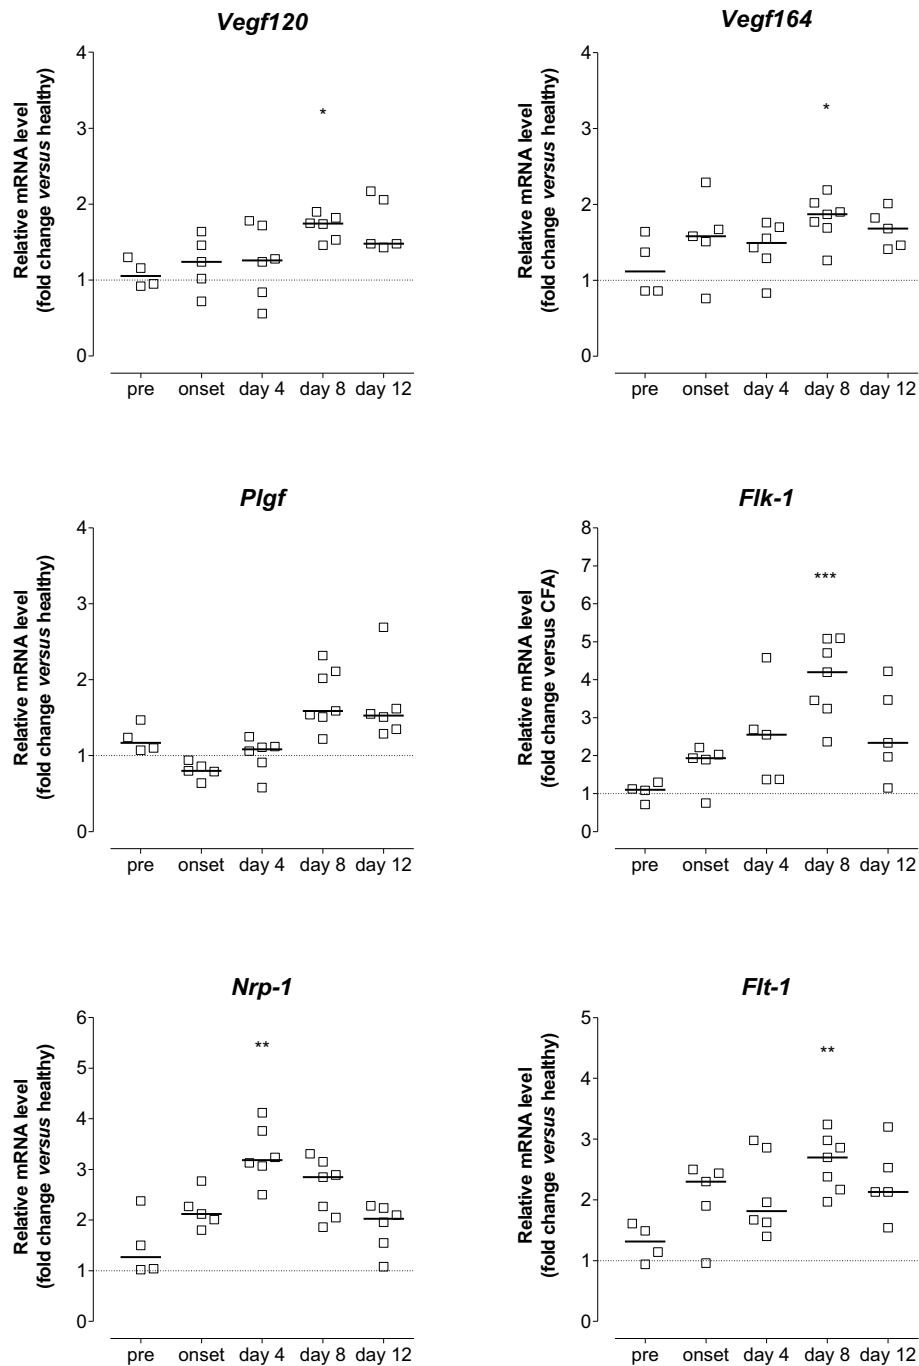 Vegf120
Relative mRNA level
(fold change versus healthy)
4
3
2
1
0
*
pre onset day 4 day 8 day 12
Vegf164
Relative mRNA level
(fold change versus healthy)
4
3
2
1
0
*
pre onset day 4 day 8 day 12
Plgf
Relative mRNA level
(fold change versus healthy)
4
3
2
1
0
pre onset day 4 day 8 day 12
Flk-1
Relative mRNA level
(fold change versus CFA)
8
7
6
5
4
3
2
1
0
***
pre onset day 4 day 8 day 12
Nrp-1
Relative mRNA level
(fold change versus healthy)
6
5
4
3
2
1
0
**
pre onset day 4 day 8 day 12
Flt-1
Relative mRNA level
(fold change versus healthy)
5
4
3
2
1
0
**
pre onset day 4 day 8 day 12